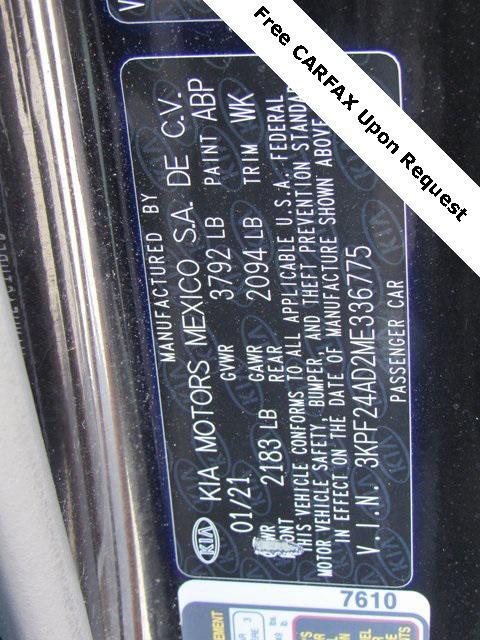 Free CARFAX Upon Request
MANUFACTURED BY
KIA KIA MOTORS MEXICO S.A. DE C.V.
01/21 GVWR 3792 LB PAINT ABP
2183 LB GAWR REAR 2094 LB TRIM WK
THIS VEHICLE CONFORMS TO ALL APPLICABLE U.S.A. FEDERAL
MOTOR VEHICLE SAFETY, BUMPER, AND THEFT PREVENTION
IN EFFECT ON THE DATE OF MANUFACTURE SHOWN ABOVE
V.I.N. 3KPF24AD2ME336775
PASSENGER CAR
7610